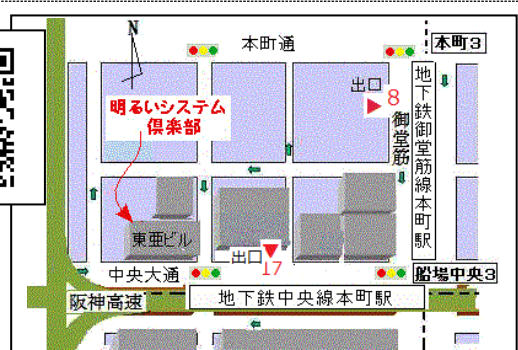 N
本町通
本町3
出口
8
明るいシステム
倶楽部
御堂筋
地下鉄御堂筋線本町駅
東亜ビル
出口
17
中央大通
船場中央3
阪神高速
地下鉄中央線本町駅